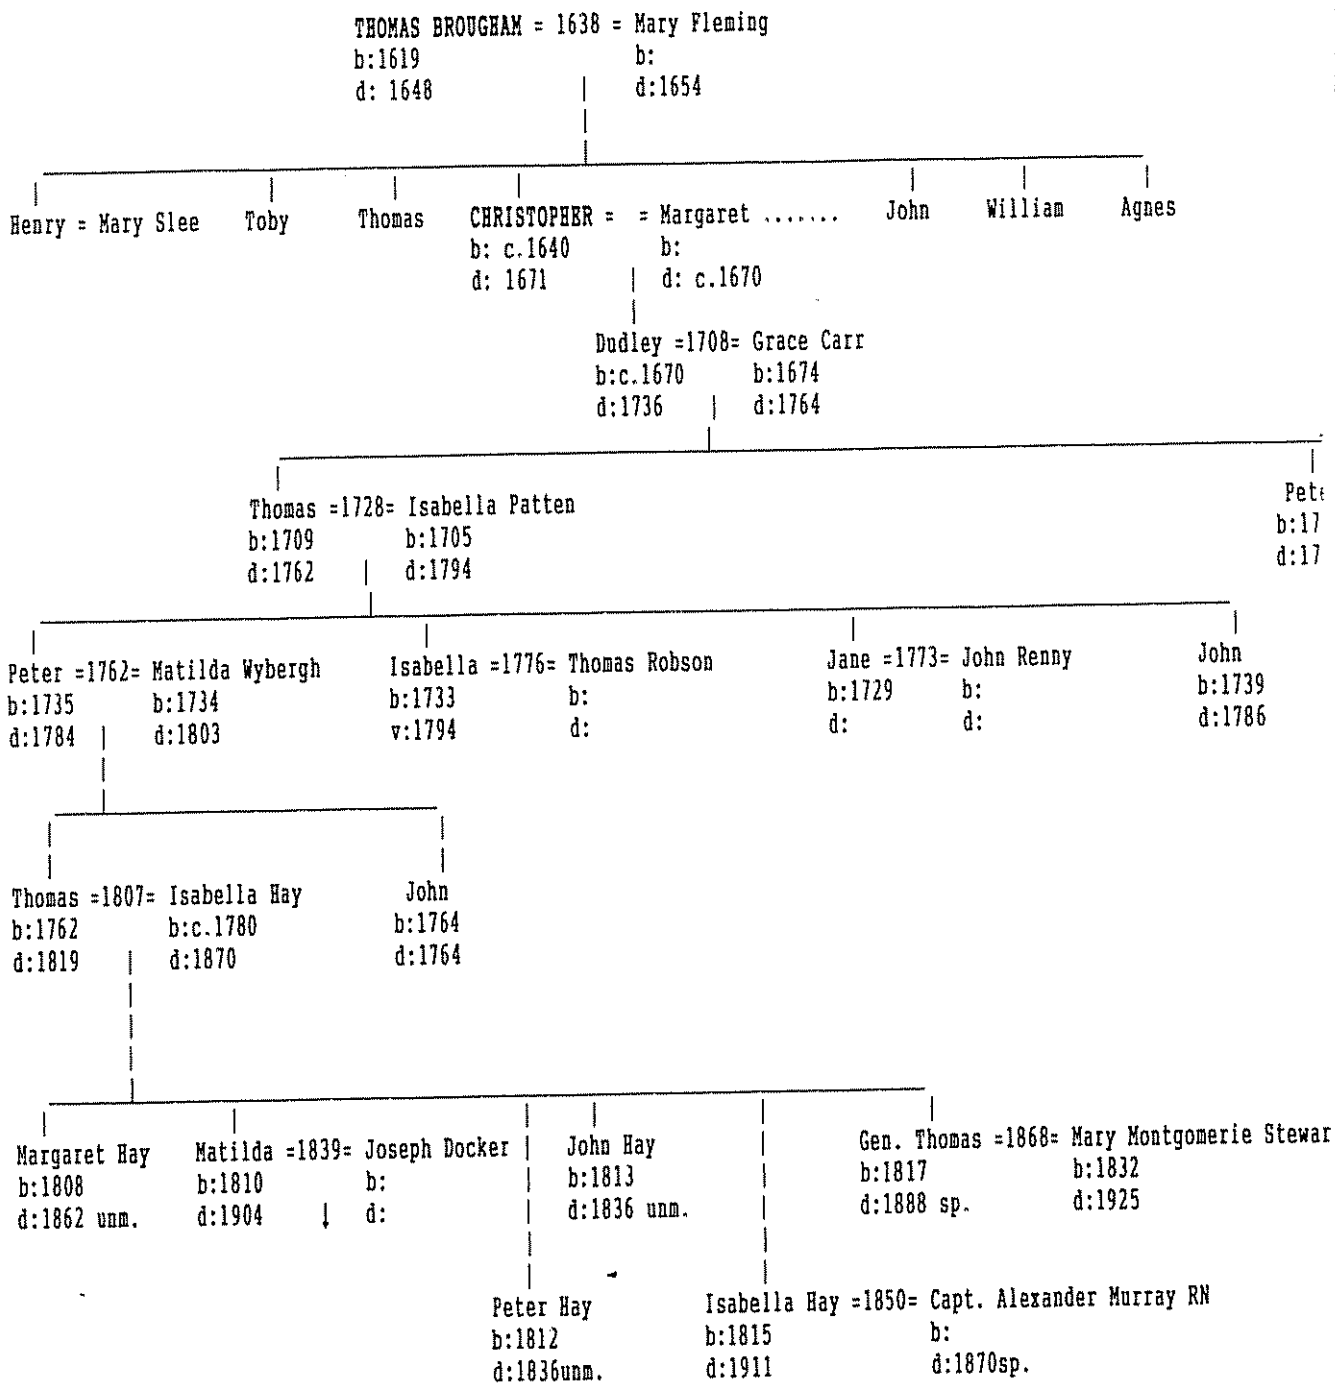 THOMAS BROUGHAM = 1638 = Mary Fleming
b:1619 b:
d: 1648 d:1654
Henry = Mary Slee Toby Thomas CHRISTOPHER = = Margaret ....... John William Agnes
b: c.1640 b:
d: 1671 d: c.1670
Dudley =1708= Grace Carr
b:c.1670 b:1674
d:1736 d:1764
Thomas =1728= Isabella Patten
b:1709 b:1705
d:1762 d:1794
Pete
b:17
d:17
Peter =1762= Matilda Wybergh Isabella =1776= Thomas Robson Jane =1773= John Renny John
b:1735 b:1734 b:1733 b: b:1729 b: b:1739
d:1784 d:1803 v:1794 d: d: d: d:1786
Thomas =1807= Isabella Hay John
b:1762 b:c.1780 b:1764
d:1819 d:1870 d:1764
Margaret Hay Matilda =1839= Joseph Docker John Hay Gen. Thomas =1868= Mary Montgomerie Stewar
b:1808 b:1810 b: b:1813 b:1817 b:1832
d:1862 unm. d:1904 ↓ d: d:1836 unm. d:1888 sp. d:1925
Peter Hay Isabella Hay =1850= Capt. Alexander Murray RN
b:1812 b:1815 b:
d:1836unm. d:1911 d:1870sp.